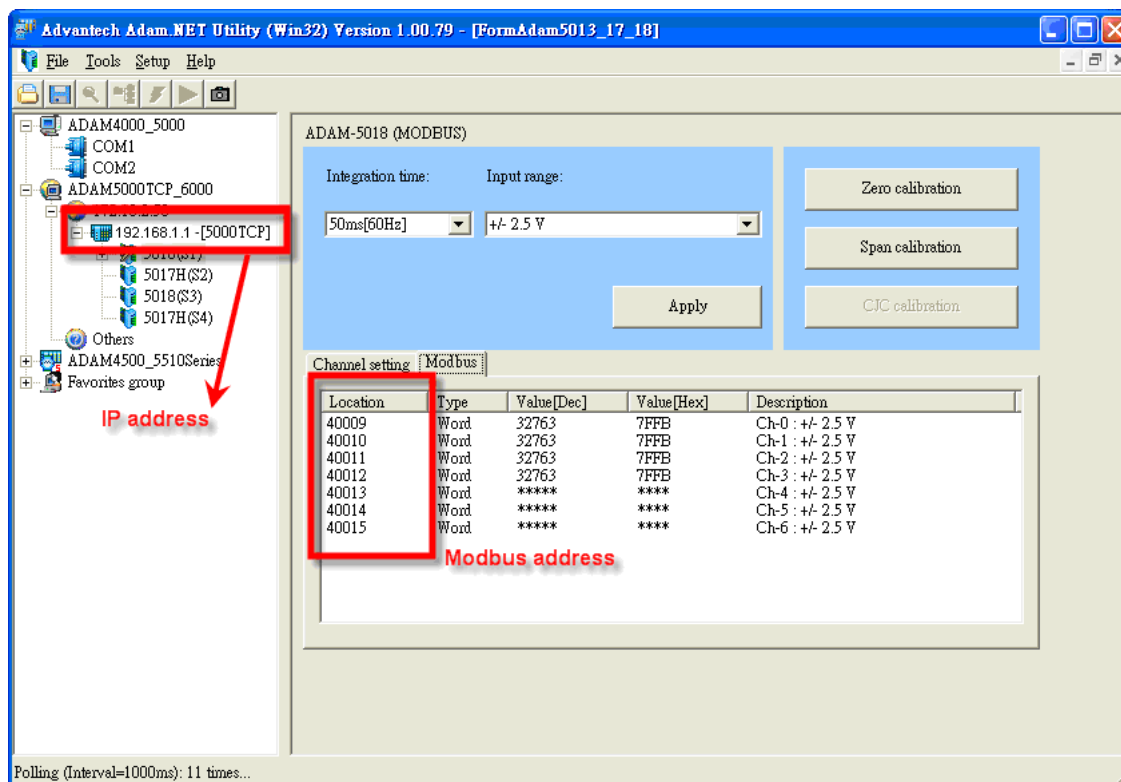 Advantech Adam.NET Utility (Win32) Version 1.00.79 - [FormAdam5013_17_18]
File Tools Setup Help
ADAM4000_5000
COM1
COM2
ADAM5000TCP_6000
192.168.1.1 -[5000TCP]
5017H(S2)
5018(S3)
5017H(S4)
Others
ADAM4500_5510Series
Favorites group
IP address
ADAM-5018 (MODBUS)
Integration time: Input range:
50ms[60Hz] +/- 2.5 V
Apply
Zero calibration
Span calibration
CJC calibration
Channel setting Modbus
Location Type Value[Dec] Value[Hex] Description
40009 Word 32763 7FFB Ch-0 : +/- 2.5 V
40010 Word 32763 7FFB Ch-1 : +/- 2.5 V
40011 Word 32763 7FFB Ch-2 : +/- 2.5 V
40012 Word 32763 7FFB Ch-3 : +/- 2.5 V
40013 Word ***** **** Ch-4 : +/- 2.5 V
40014 Word ***** **** Ch-5 : +/- 2.5 V
40015 Word ***** **** Ch-6 : +/- 2.5 V
Modbus address
Polling (Interval=1000ms): 11 times...